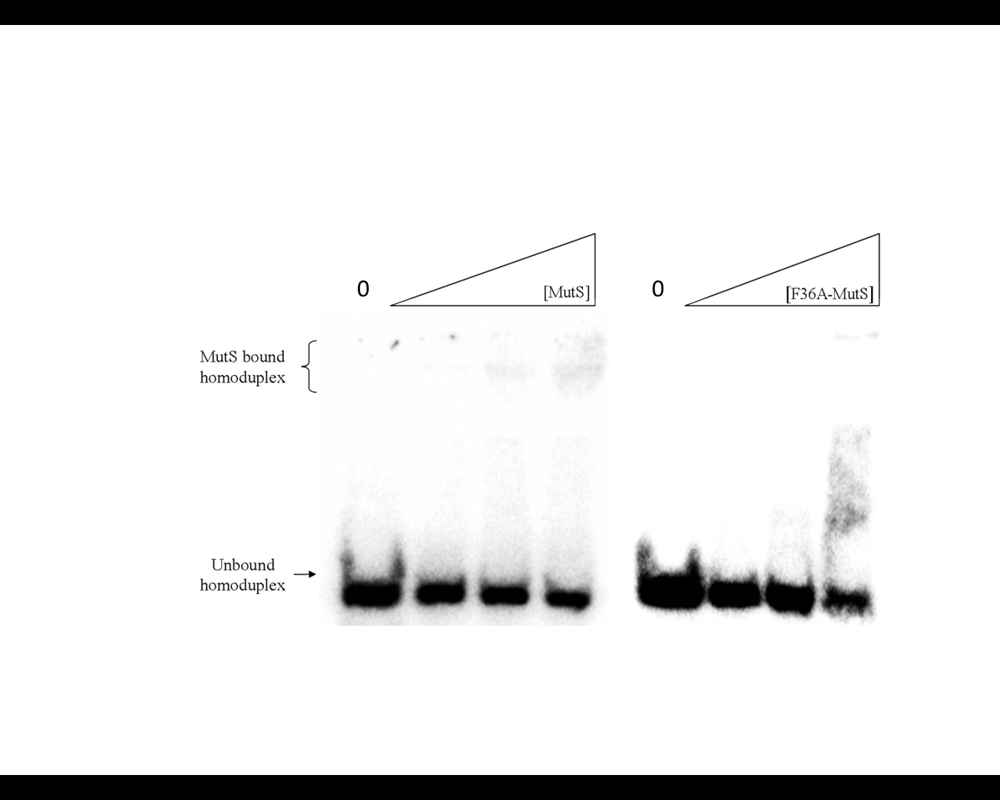 0
[MutS]
0
[F36A-MutS]
MutS bound
homoduplex
Unbound
homoduplex